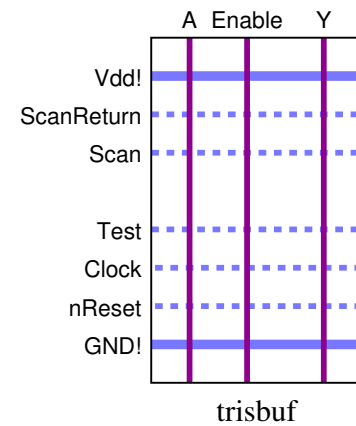 A Enable Y
Vdd!
ScanReturn
Scan
Test
Clock
nReset
GND!
trisbuf